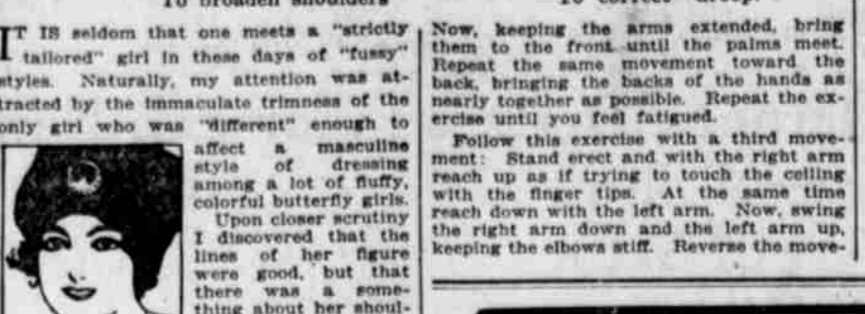 To broaden shoulders
IT IS seldom that one meets a "strictly
tailored" girl in these days of "fussy"
styles. Naturally, my attention was at-
tracted by the immaculate trimness of the
only girl who was "different" enough to
affect a masculine
style of dressing
among a lot of fluffy,
colorful butterfly girls.
Upon closer scrutiny
I discovered that the
lines of her figure
were good, but that
there was a some-
thing about her shoul-
To correct
Now, keeping the arms extended, bring
them to the front until the palms meet.
Repeat the same movement toward the
back, bringing the backs of the hands as
nearly together as possible. Repeat the ex-
ercise until you feel fatigued.
Follow this exercise with a third move-
ment: Stand erect and with the right arm
reach up as if trying to touch the ceiling
with the finger tips. At the same time
reach down with the left arm. Now, swing
the right arm down and the left arm up,
keeping the elbows stiff. Reverse the move-